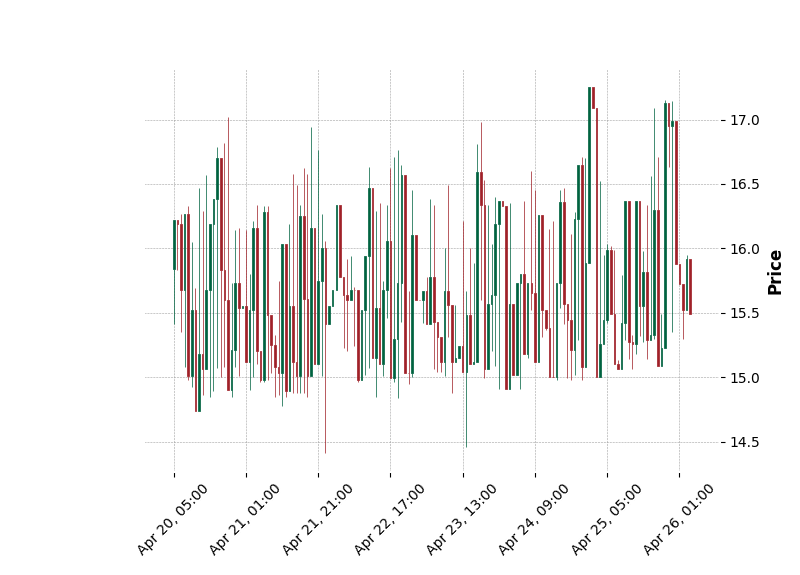 17.0
16.5
16.0
15.5
15.0
14.5
Price
Apr 20, 05:00
Apr 21, 01:00
Apr 21, 21:00
Apr 22, 17:00
Apr 23, 13:00
Apr 24, 09:00
Apr 25, 05:00
Apr 26, 01:00